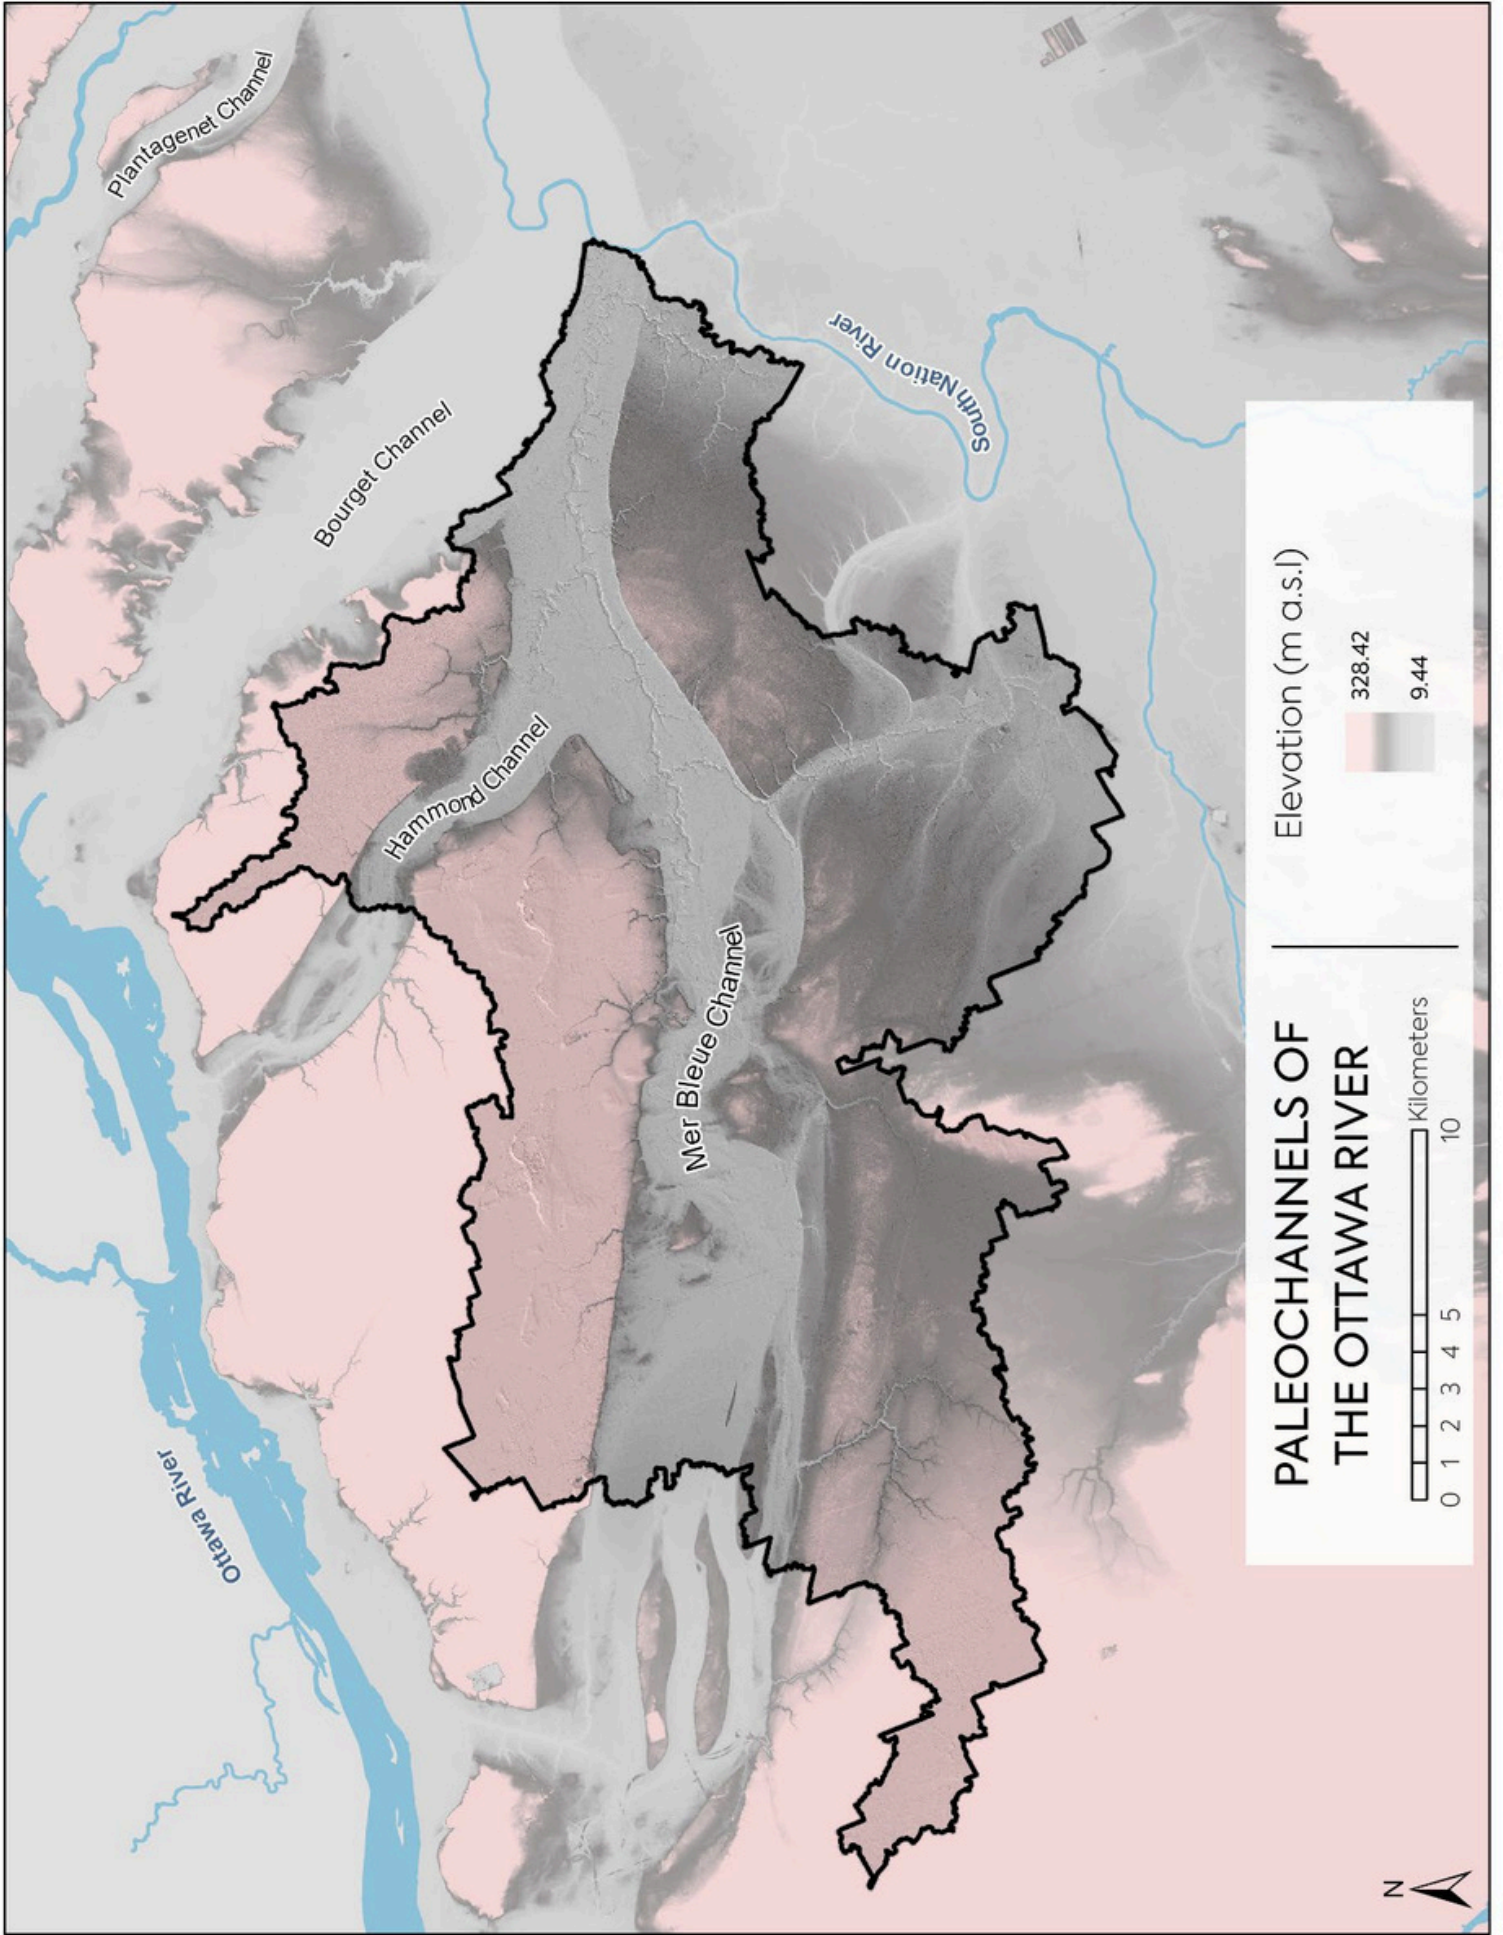 Plantagenet Channel
Bourget Channel
Hammond Channel
Mer Bleue Channel
Ottawa River
South Nation River
PALEOCHANNELS OF
THE OTTAWA RIVER
0 1 2 3 4 5 10
Kilometers
Elevation (m a.s.l)
328.42
9.44
N